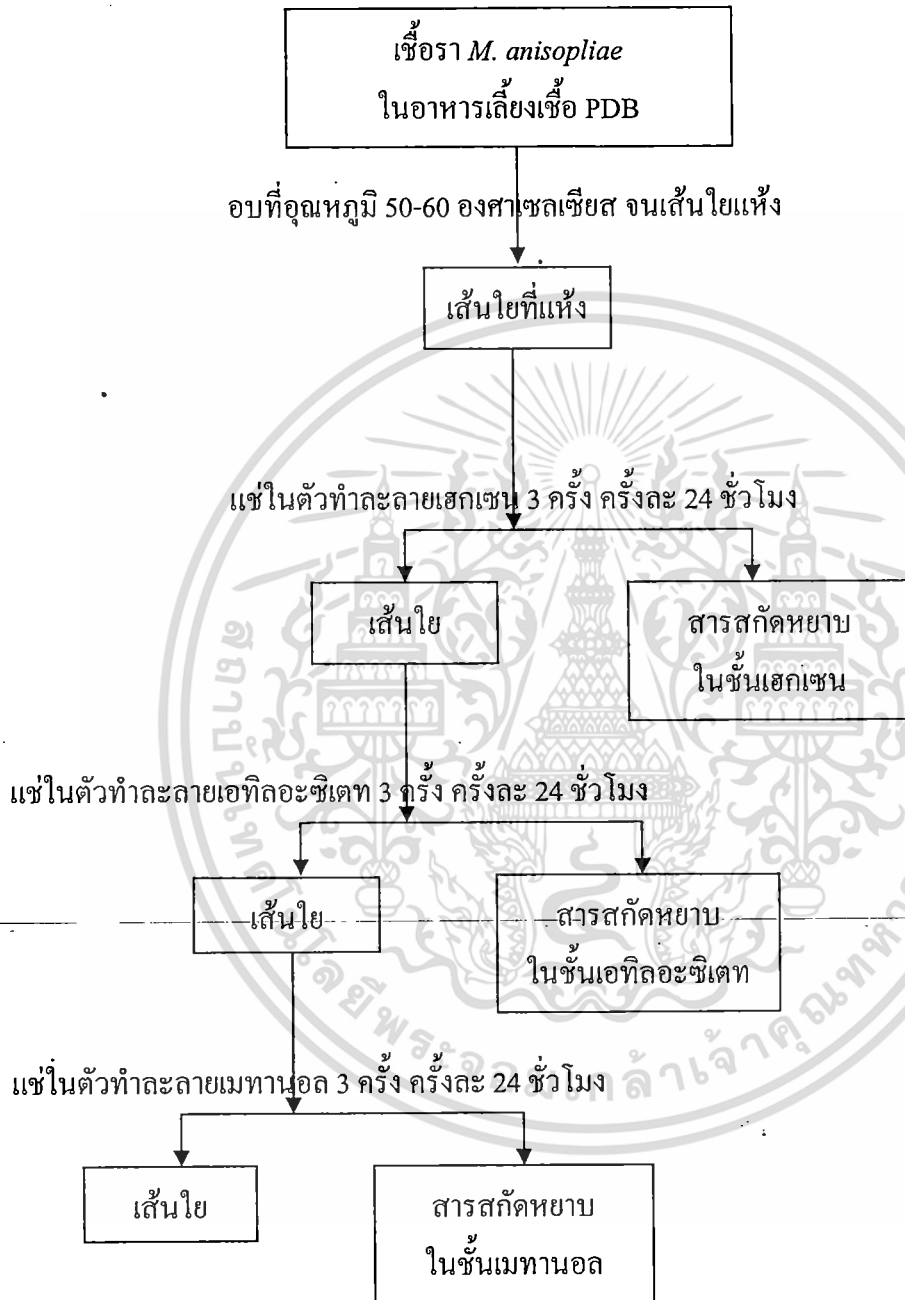 เชื้อรา M. anisopliae
ในอาหารเลี้ยงเชื้อ PDB
อบที่อุณหภูมิ 50-60 องศาเซลเซียส จนเส้นใยแห้ง
เส้นใยที่แห้ง
แช่ในตัวทำละลายเฮกเซน 3 ครั้ง ครั้งละ 24 ชั่วโมง
เส้นใย
สารสกัดหยาบ
ในชั้นเฮกเซน
แช่ในตัวทำละลายเอทิลอะซิเตท 3 ครั้ง ครั้งละ 24 ชั่วโมง
เส้นใย
สารสกัดหยาบ
ในชั้นเอทิลอะซิเตท
แช่ในตัวทำละลายเมทานอล 3 ครั้ง ครั้งละ 24 ชั่วโมง
เส้นใย
สารสกัดหยาบ
ในชั้นเมทานอล